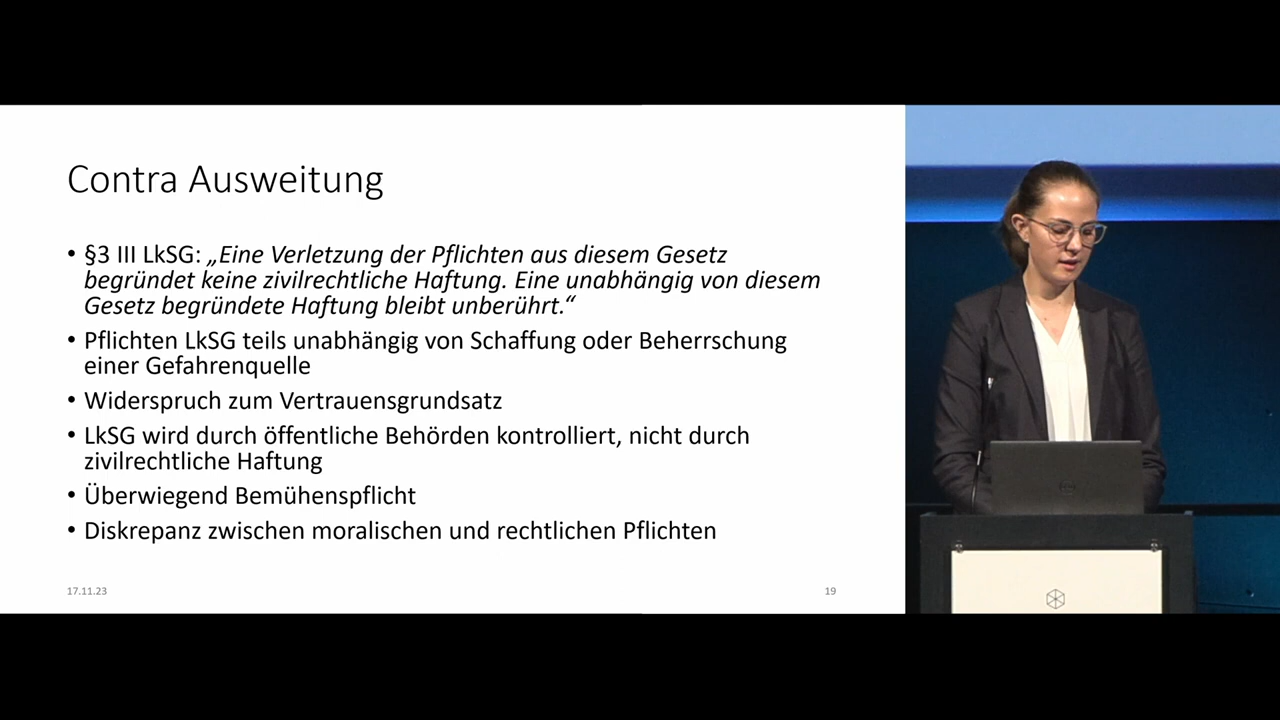 Contra Ausweitung
• §3 III LkSG: „Eine Verletzung der Pflichten aus diesem Gesetz
begründet keine zivilrechtliche Haftung. Eine unabhängig von diesem
Gesetz begründete Haftung bleibt unberührt.“
• Pflichten LkSG teils unabhängig von Schaffung oder Beherrschung
einer Gefahrenquelle
• Widerspruch zum Vertrauensgrundsatz
• LkSG wird durch öffentliche Behörden kontrolliert, nicht durch
zivilrechtliche Haftung
• Überwiegend Bemühenspflicht
• Diskrepanz zwischen moralischen und rechtlichen Pflichten
17.11.23
19